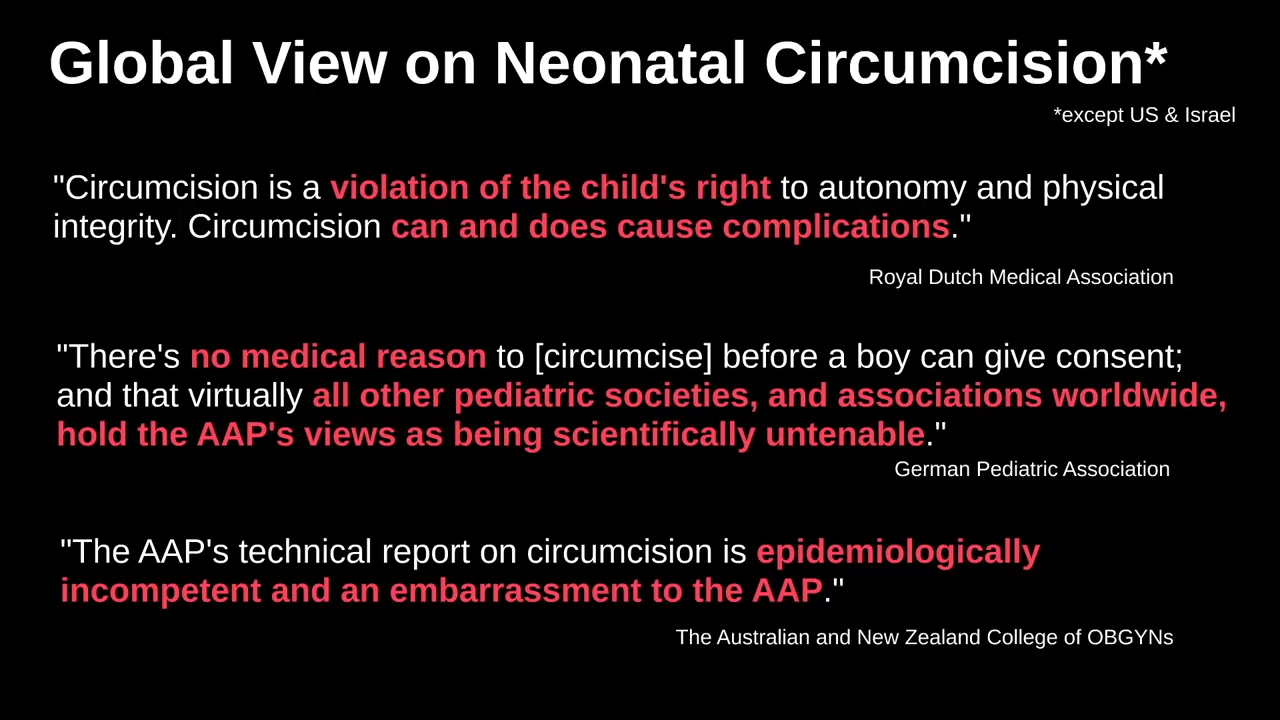 Global View on Neonatal Circumcision*
*except US & Israel
"Circumcision is a violation of the child's right to autonomy and physical
integrity. Circumcision can and does cause complications."
Royal Dutch Medical Association
"There's no medical reason to [circumcise] before a boy can give consent;
and that virtually all other pediatric societies, and associations worldwide,
hold the AAP's views as being scientifically untenable."
German Pediatric Association
"The AAP's technical report on circumcision is epidemiologically
incompetent and an embarrassment to the AAP."
The Australian and New Zealand College of OBGYNs